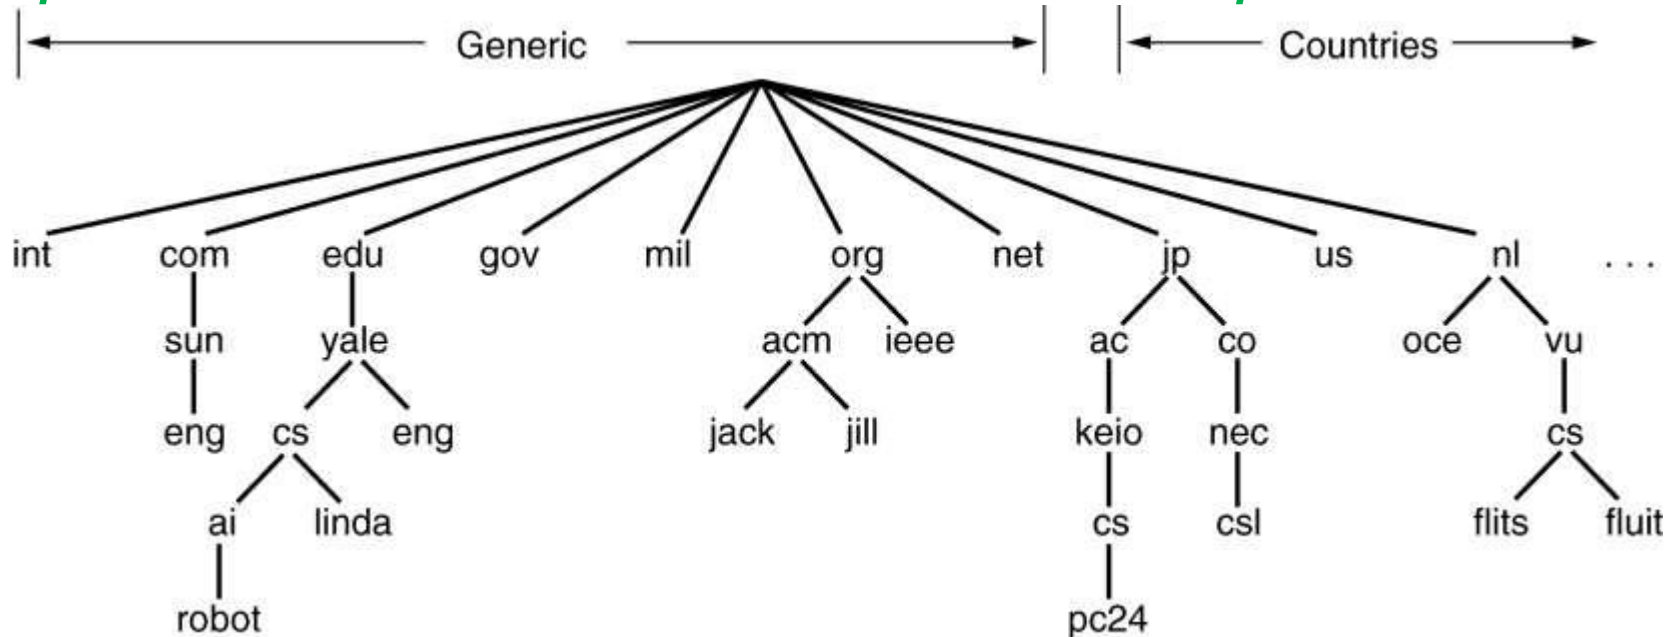 Generic Countries
int com edu gov mil org net jp us nl . . .
sun yale acm ieee ac co oce vu
eng cs eng jack jill keio nec cs
ai linda cs csl flits fluit
robot pc24